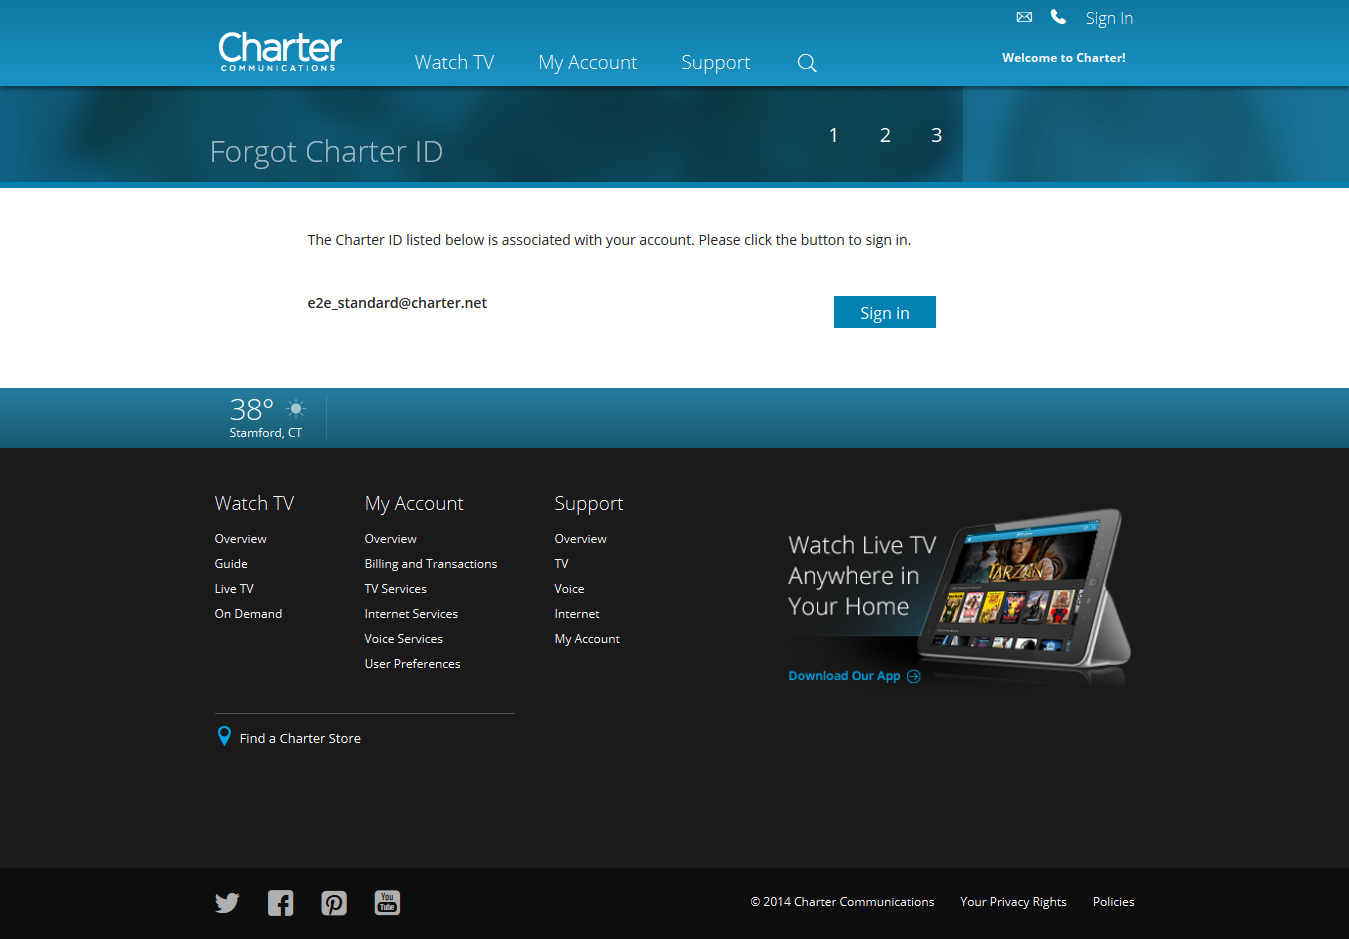 Sign In
Charter
COMMUNICATIONS
Watch TV
My Account
Support
Welcome to Charter!
Forgot Charter ID
1
2
3
The Charter ID listed below is associated with your account. Please click the button to sign in.
e2e_standard@charter.net
Sign in
38°
Stamford, CT
Watch TV
Overview
Guide
Live TV
On Demand
My Account
Overview
Billing and Transactions
TV Services
Internet Services
Voice Services
User Preferences
Support
Overview
TV
Voice
Internet
My Account
Watch Live TV
Anywhere in
Your Home
TARZAN
Download Our App
Find a Charter Store
You
Tube
© 2014 Charter Communications
Your Privacy Rights
Policies